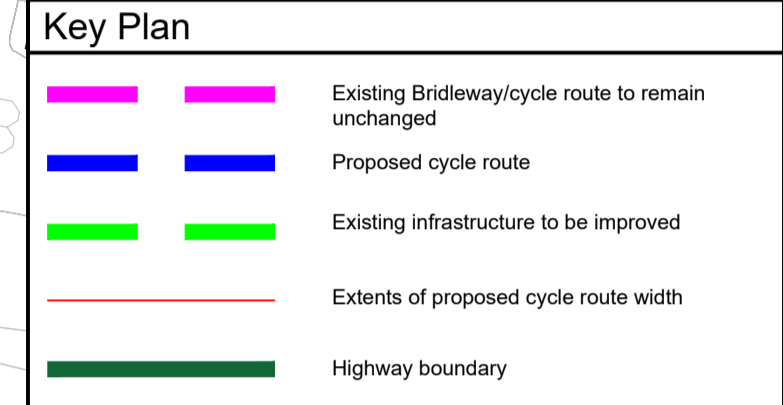 Key Plan
Existing Bridleway/cycle route to remain
unchanged
Proposed cycle route
Existing infrastructure to be improved
Extents of proposed cycle route width
Highway boundary